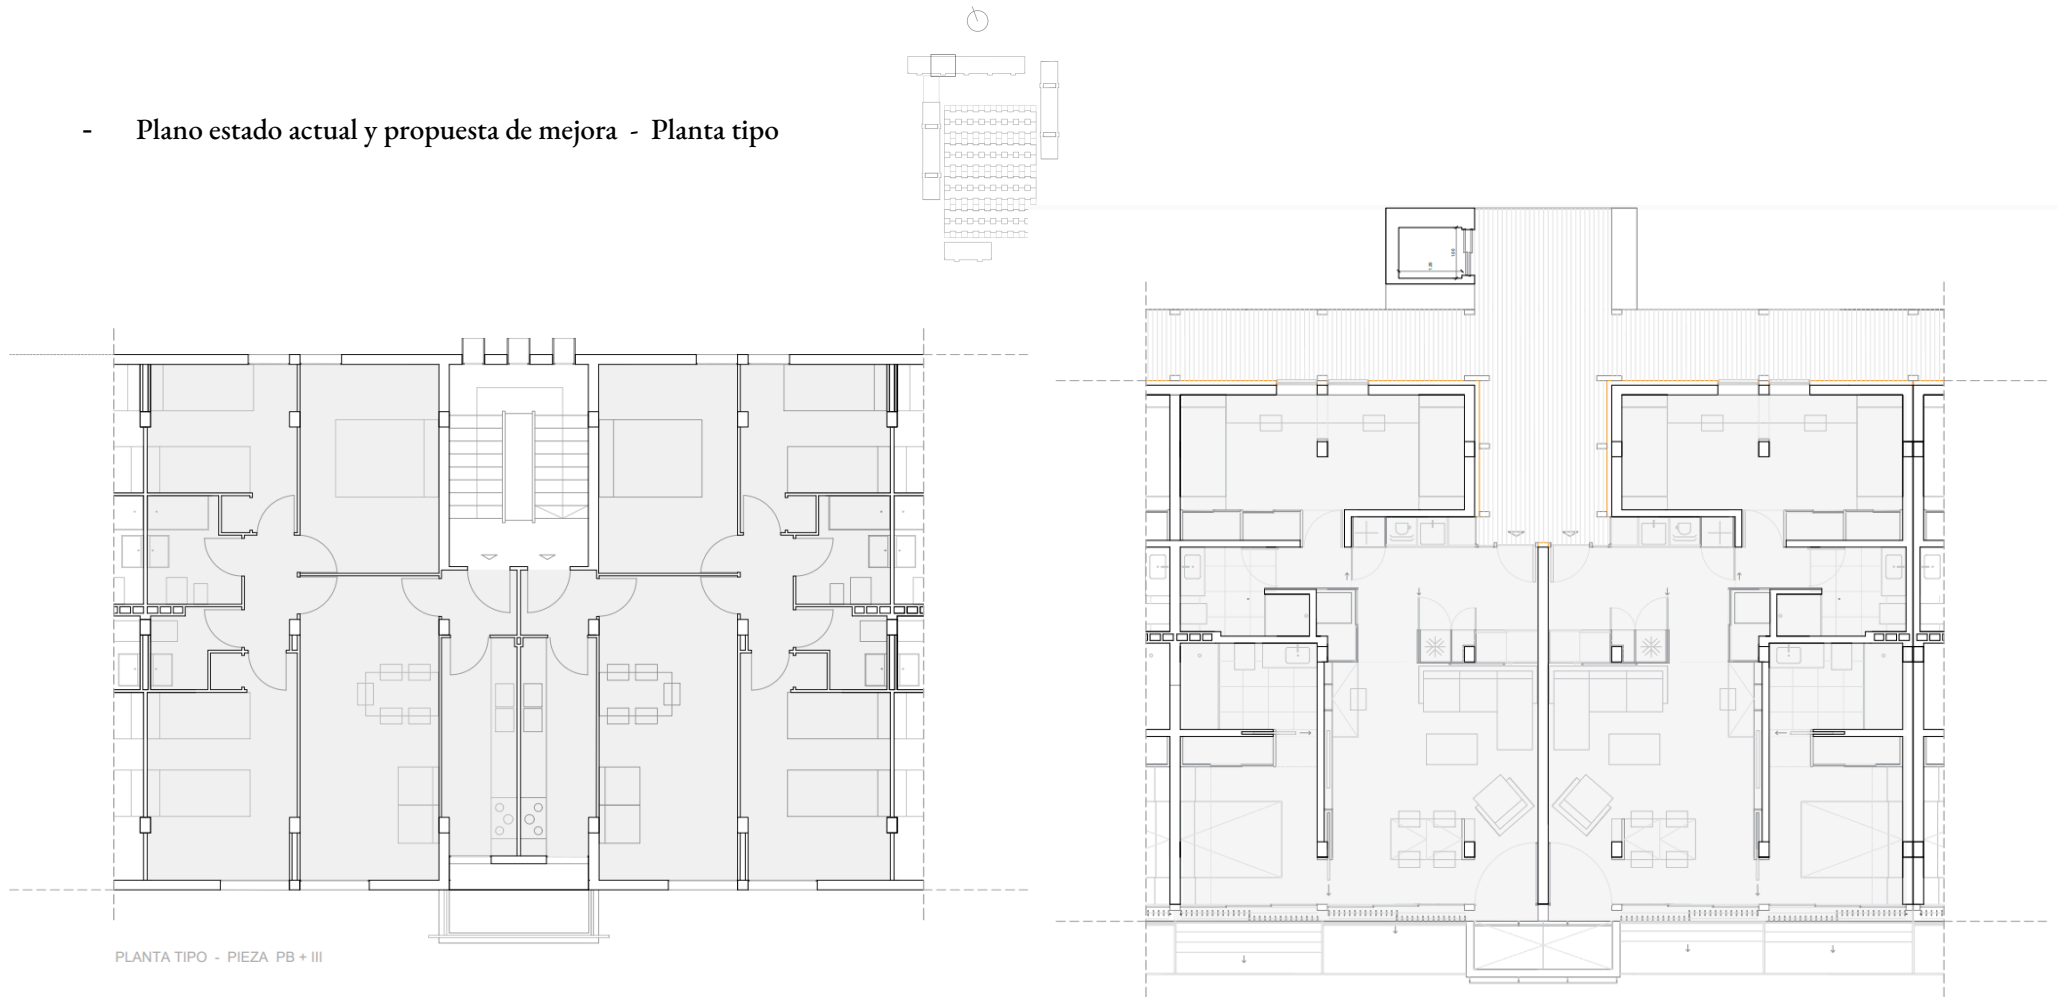 - Plano estado actual y propuesta de mejora - Planta tipo
PLANTA TIPO - PIEZA PB + III